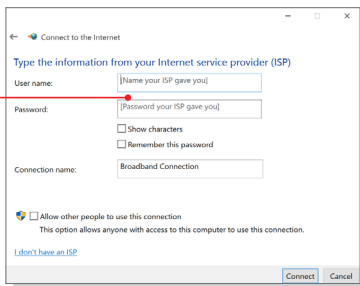 Connect to the Internet
Type the information from your Internet service provider (ISP)
User name:
[Name your ISP gave you]
Password:
[Password your ISP gave you]
Show characters
Remember this password
Connection name:
Broadband Connection
Allow other people to use this connection
This option allows anyone with access to this computer to use this connection.
I don't have an ISP
Connect
Cancel